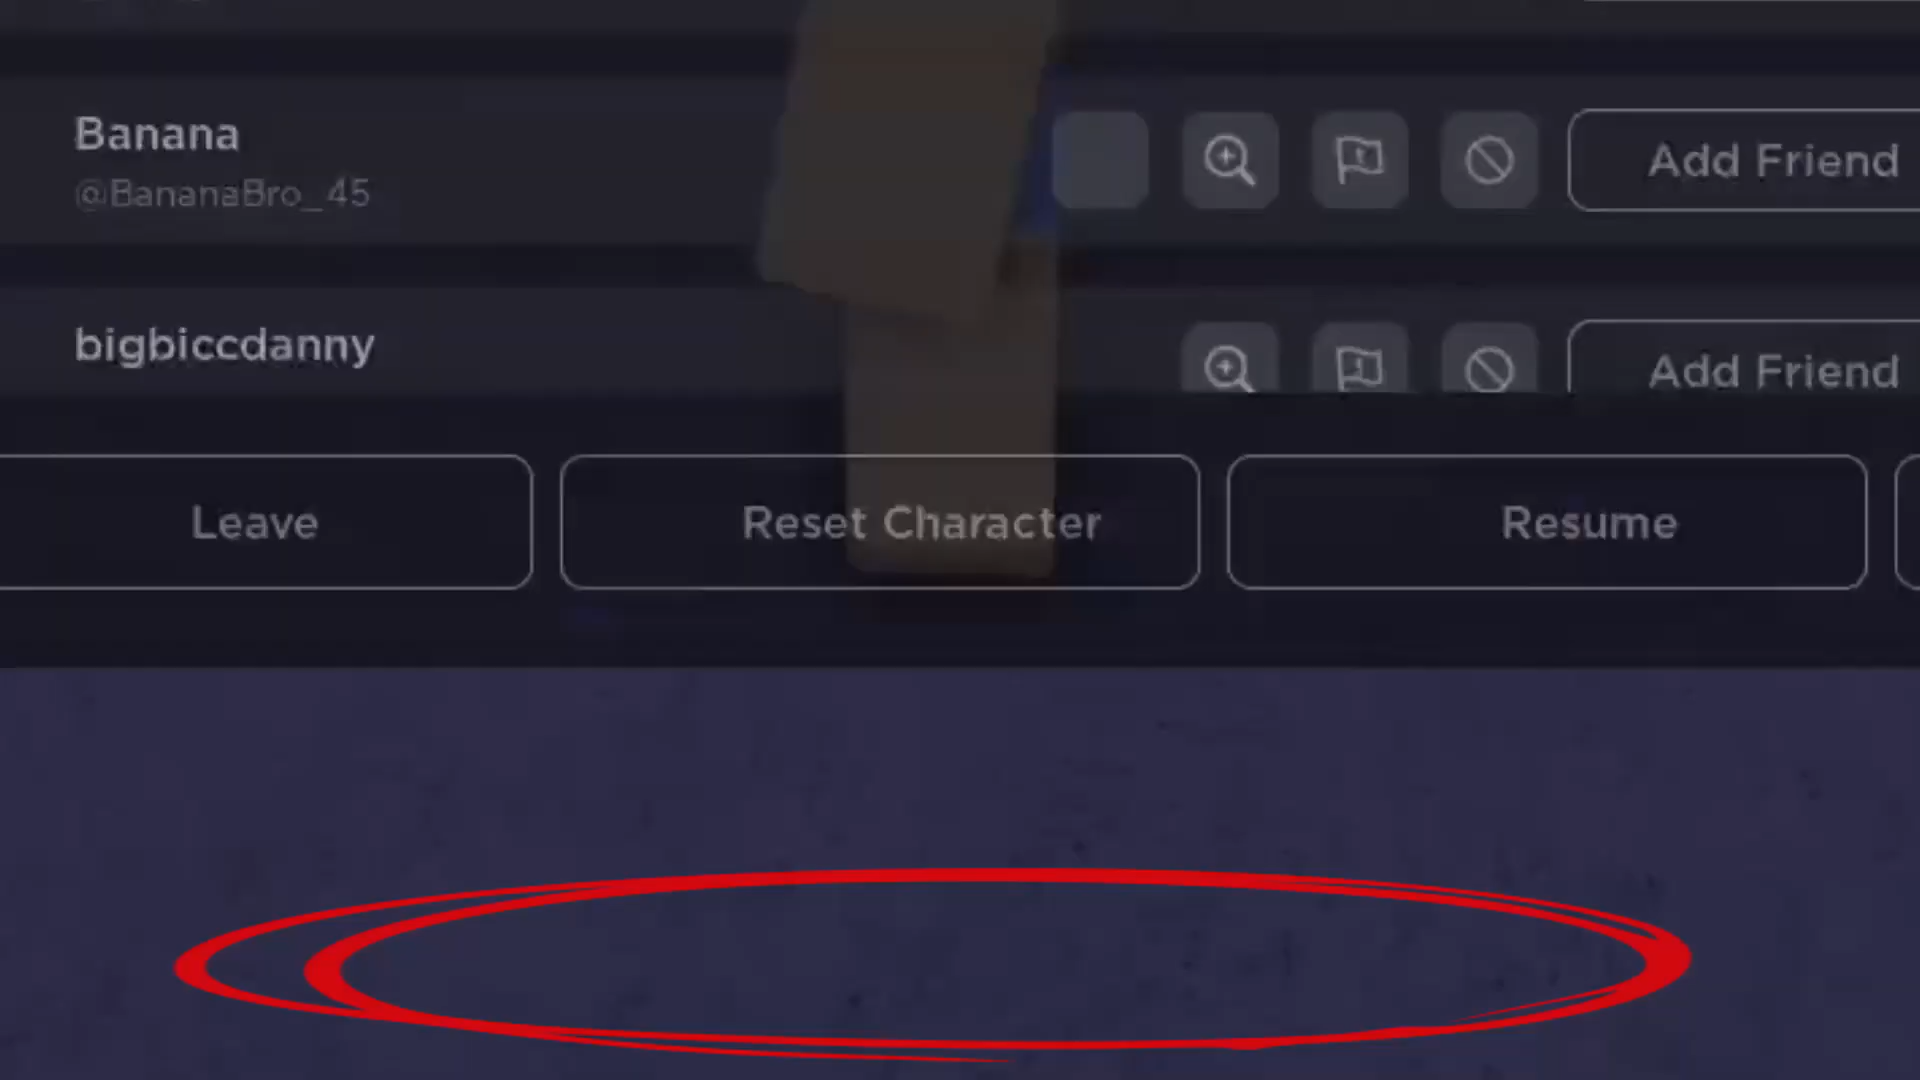 Banana
@BananaBro_45
Add Friend
bigbiccdanny
Add Friend
Leave
Reset Character
Resume